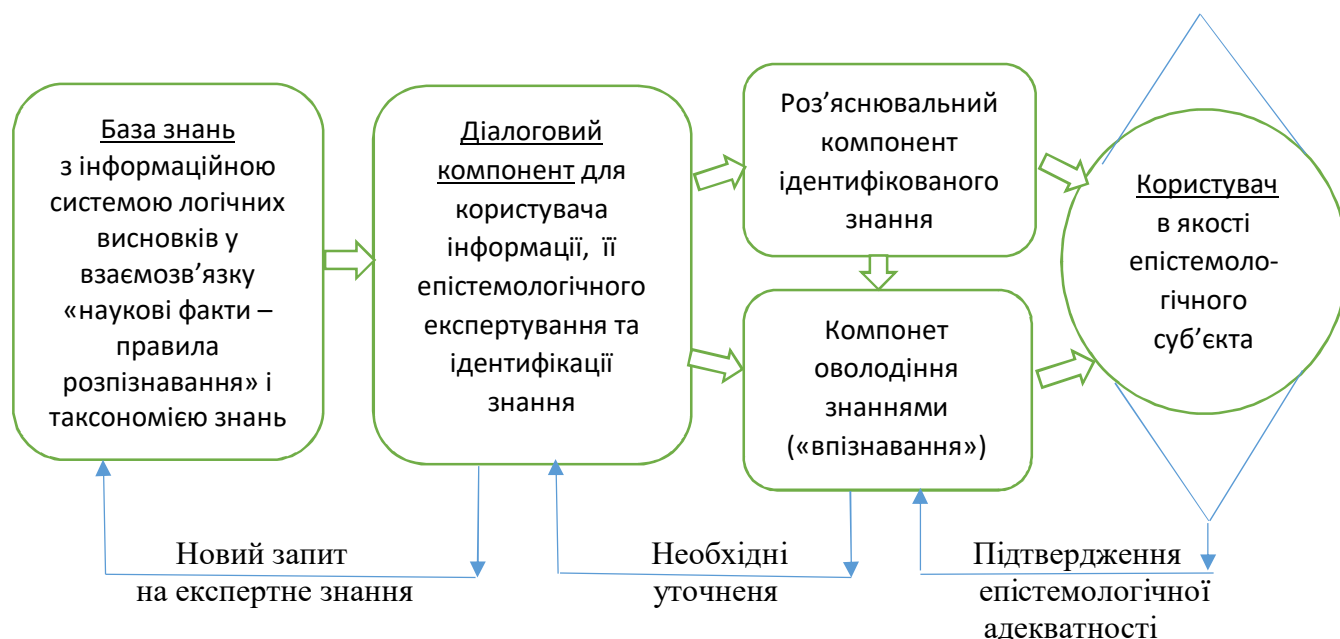 База знань
з інформаційною
системою логічних
висновків у
взаємозв’язку
«наукові факти –
правила
розпізнавання» і
таксономією знань
Діалоговий
компонент для
користувача
інформації, її
епістемологічного
експертування та
ідентифікації
знання
Роз’яснювальний
компонент
ідентифікованого
знання
Компонет
оволодіння
знаннями
(«впізнавання»)
Користувач
в якості
епістемоло-
гічного
суб’єкта
Новий запит
на експертне знання
Необхідні
уточненя
Підтвердження
епістемологічної
адекватності